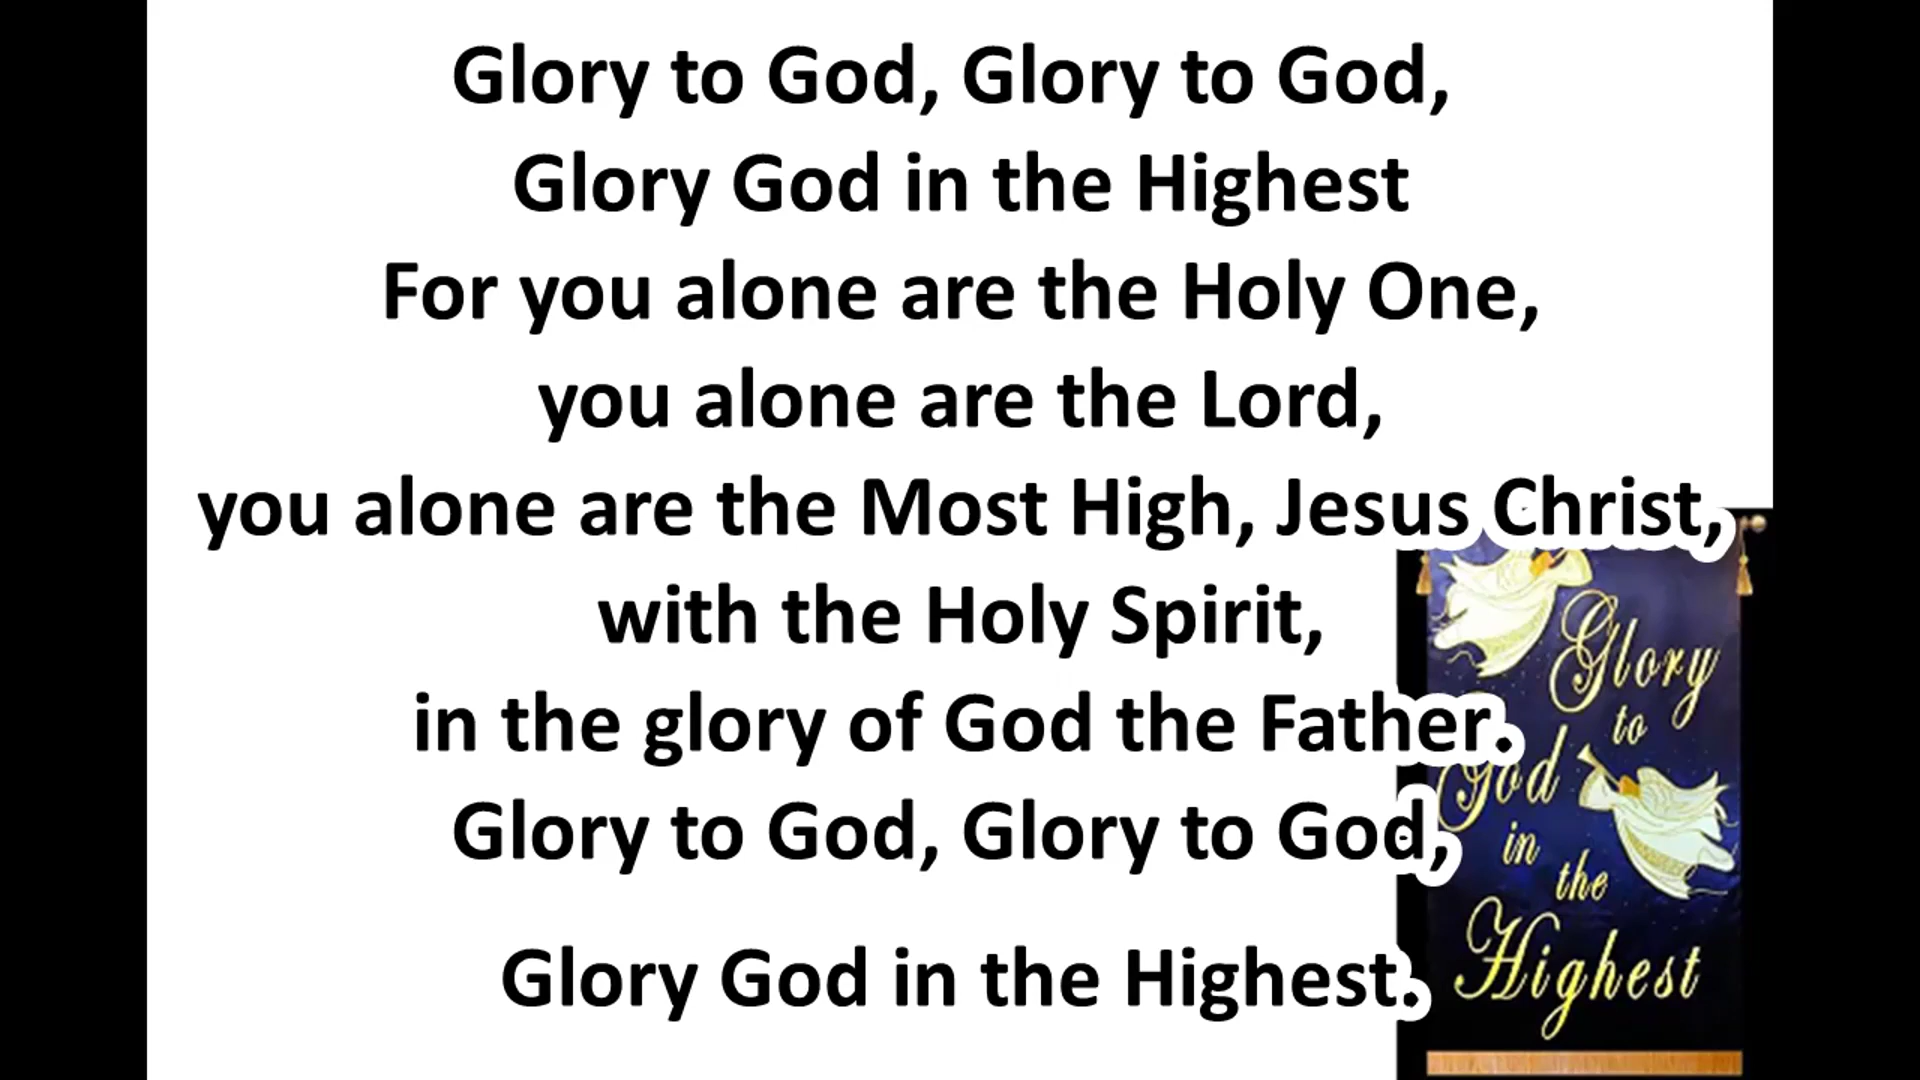 Glory to God, Glory to God,
Glory God in the Highest
For you alone are the Holy One,
you alone are the Lord,
you alone are the Most High, Jesus Christ,
with the Holy Spirit,
in the glory of God the Father.
Glory to God, Glory to God,
Glory God in the Highest.
Glory
to
God
in
the
Highest